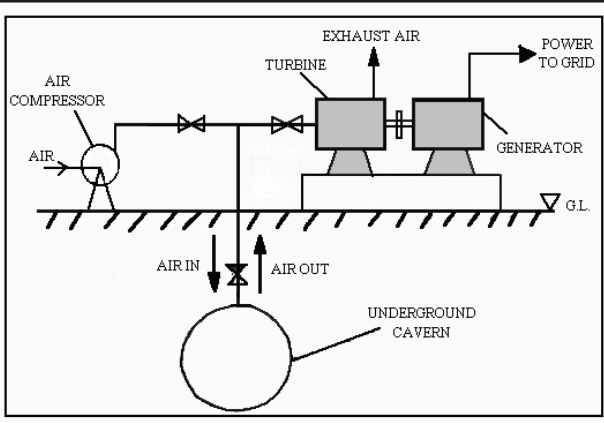 EXHAUST AIR
POWER
TO GRID
TURBINE
AIR
COMPRESSOR
GENERATOR
AIR
G.L.
AIR IN
AIR OUT
UNDERGROUND
CAVERN